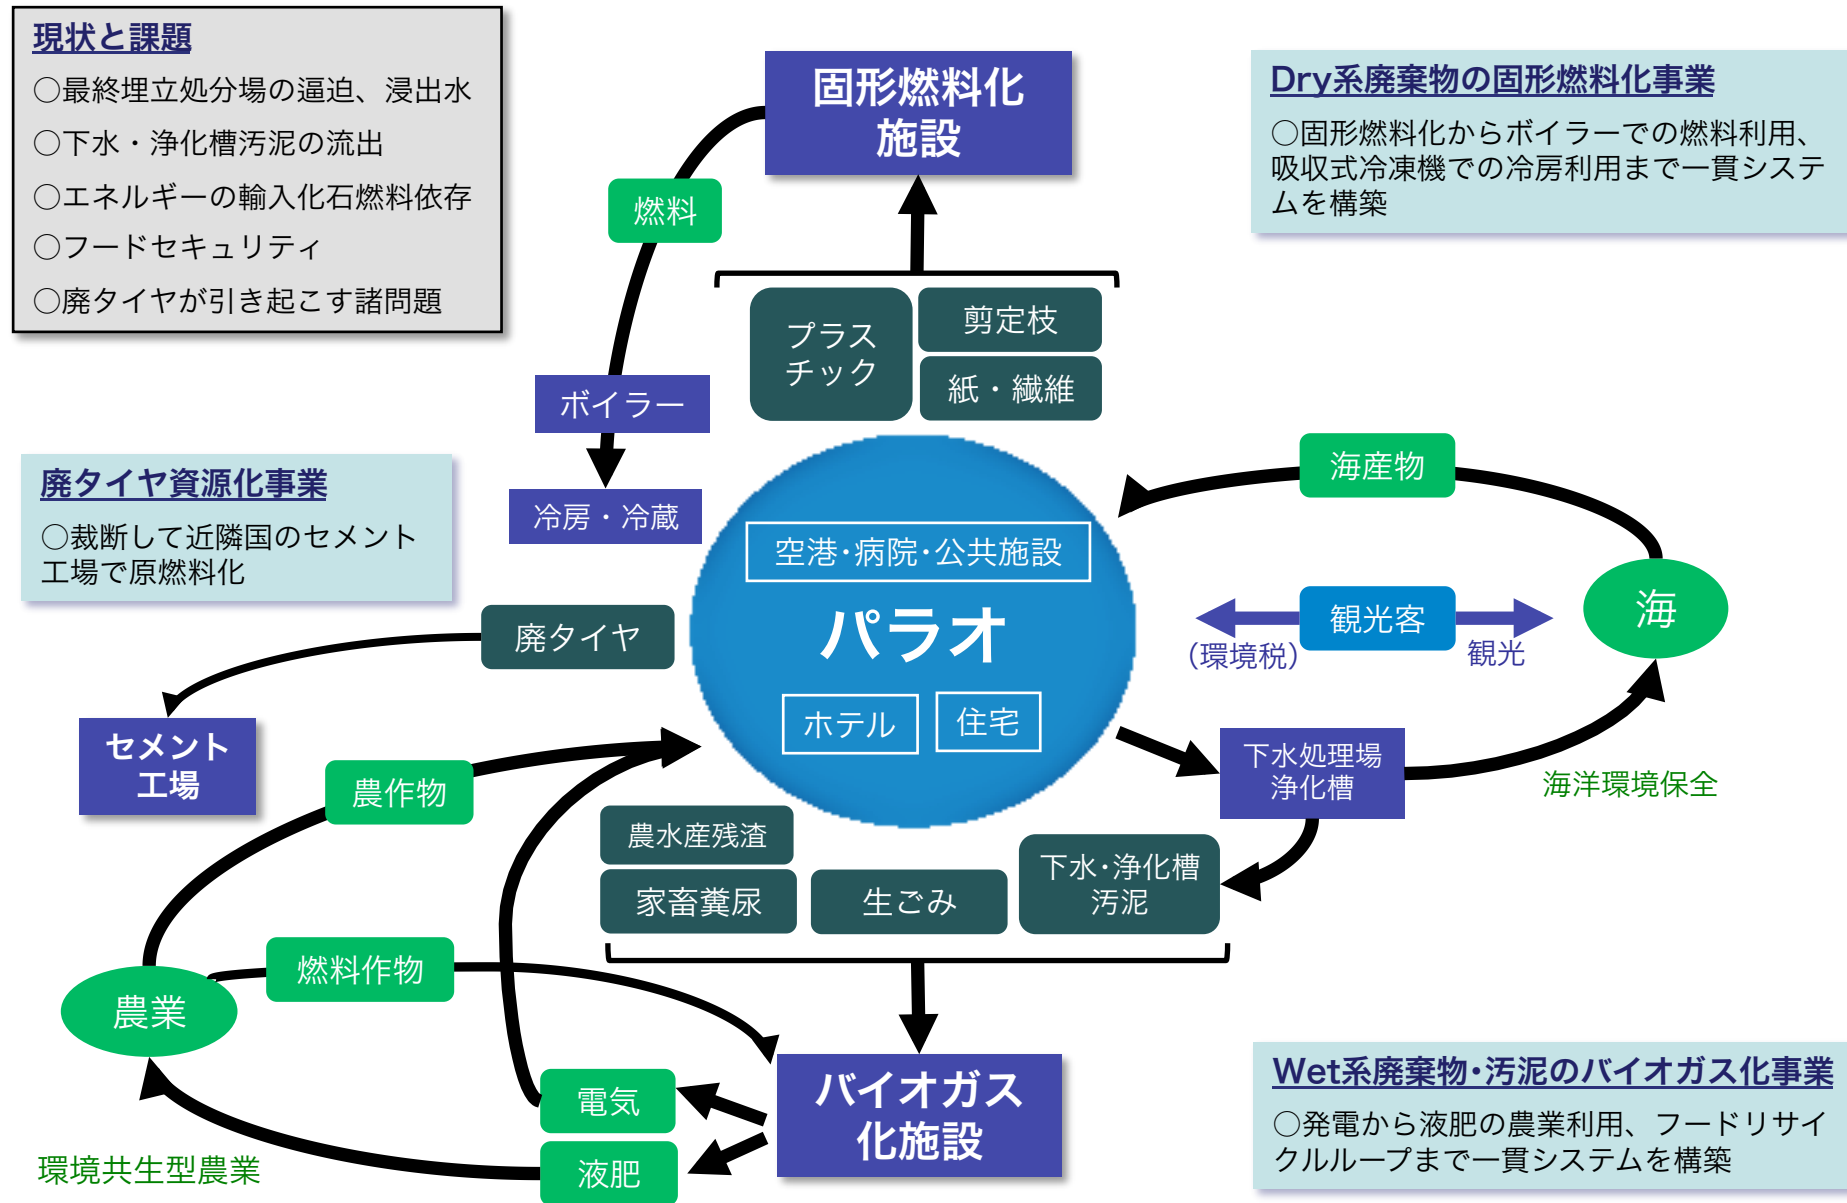 現状と課題
○最終埋立処分場の逼迫、浸出水
○下水・浄化槽汚泥の流出
○エネルギーの輸入化石燃料依存
○フードセキュリティ
○廃タイヤが引き起こす諸問題
固形燃料化
施設
Dry系廃棄物の固形燃料化事業
○固形燃料化からボイラーでの燃料利用、
吸収式冷凍機での冷房利用まで一貫システ
ムを構築
燃料
プラス
チック
剪定枝
紙・繊維
ボイラー
冷房・冷蔵
廃タイヤ資源化事業
○裁断して近隣国のセメント
工場で原燃料化
海産物
空港･病院･公共施設
パラオ
ホテル
住宅
観光客
（環境税）
観光
海
廃タイヤ
セメント
工場
下水処理場
浄化槽
海洋環境保全
農作物
農水産残渣
家畜糞尿
生ごみ
下水･浄化槽
汚泥
燃料作物
農業
バイオガス
化施設
電気
液肥
環境共生型農業
Wet系廃棄物･汚泥のバイオガス化事業
○発電から液肥の農業利用、フードリサイ
クルループまで一貫システムを構築